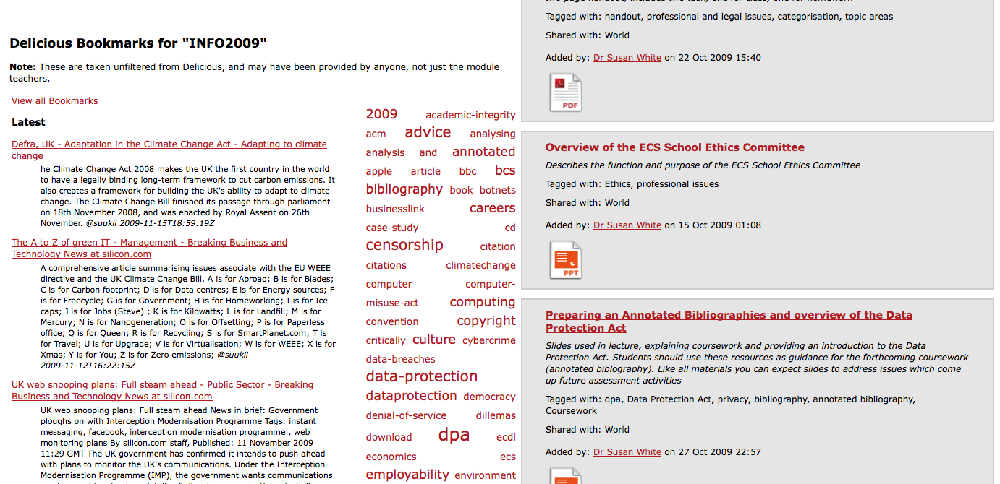 Delicious Bookmarks for "INFO2009"
Note: These are taken unfiltered from Delicious, and may have been provided by anyone, not just the module
teachers.
View all Bookmarks
Latest
Defra, UK - Adaptation in the Climate Change Act - Adapting to climate
change
he Climate Change Act 2008 makes the UK the first country in the world
to have a legally binding long-term framework to cut carbon emissions. It
also creates a framework for building the UK's ability to adapt to climate
change. The Climate Change Bill finished its passage through parliament
on 18th November 2008, and was enacted by Royal Assent on 26th
November. @suukii 2009-11-15T18:59:19Z
The A to Z of green IT - Management - Breaking Business and
Technology News at silicon.com
A comprehensive article summarising issues associate with the EU WEEE
directive and the UK Climate Change Bill. A is for Abroad; B is for Blades;
C is for Carbon footprint; D is for Data centres; E is for Energy sources; F
is for Freecycle; G is for Government; H is for Homeworking; I is for Ice
caps; J is for Jobs (Steve) ; K is for Kilowatts; L is for Landfill; M is for
Mercury; N is for Nanogeneration; O is for Offsetting; P is for Paperless
office; Q is for Queen; R is for Recycling; S is for SmartPlanet.com; T is
for Travel; U is for Upgrade; V is for Virtualisation; W is for WEEE; X is for
Xmas; Y is for You; Z is for Zero emissions; @suukii
2009-11-12T16:22:15Z
UK web snooping plans: Full steam ahead - Public Sector - Breaking
Business and Technology News at silicon.com
UK web snooping plans: Full steam ahead News in brief: Government
ploughs on with Interception Modernisation Programme Tags: instant
messaging, facebook, interception modernisation programme , web
monitoring plans By silicon.com staff, Published: 11 November 2009
11:29 GMT The UK government has confirmed it intends to push ahead
with plans to monitor the UK's communications. Under the Interception
Modernisation Programme (IMP), the government wants communications
2009 academic-integrity
acm advice analysing
analysis and annotated
apple article bbc bcs
bibliography book botnets
businesslink careers
case-study cd
censorship citation
citations climatechange
computer computer-
misuse-act computing
convention copyright
critically culture cybercrime
data-breaches
data-protection
dataprotection democracy
denial-of-service dillemas
download dpa ecdl
economics ecs
employability environment
Tagged with: handout, professional and legal issues, categorisation, topic areas
Shared with: World
Added by: Dr Susan White on 22 Oct 2009 15:40
PDF
Overview of the ECS School Ethics Committee
Describes the function and purpose of the ECS School Ethics Committee
Tagged with: Ethics, professional issues
Shared with: World
Added by: Dr Susan White on 15 Oct 2009 01:08
PPT
Preparing an Annotated Bibliographies and overview of the Data
Protection Act
Slides used in lecture, explaining coursework and providing an introduction to the Data
Protection Act. Students should use these resources as guidance for the forthcoming coursework
(annotated biblography). Like all materials you can expect slides to address issues which come
up future assessment activities
Tagged with: dpa, Data Protection Act, privacy, bibliography, annotated bibliography,
Coursework
Shared with: World
Added by: Dr Susan White on 27 Oct 2009 22:57